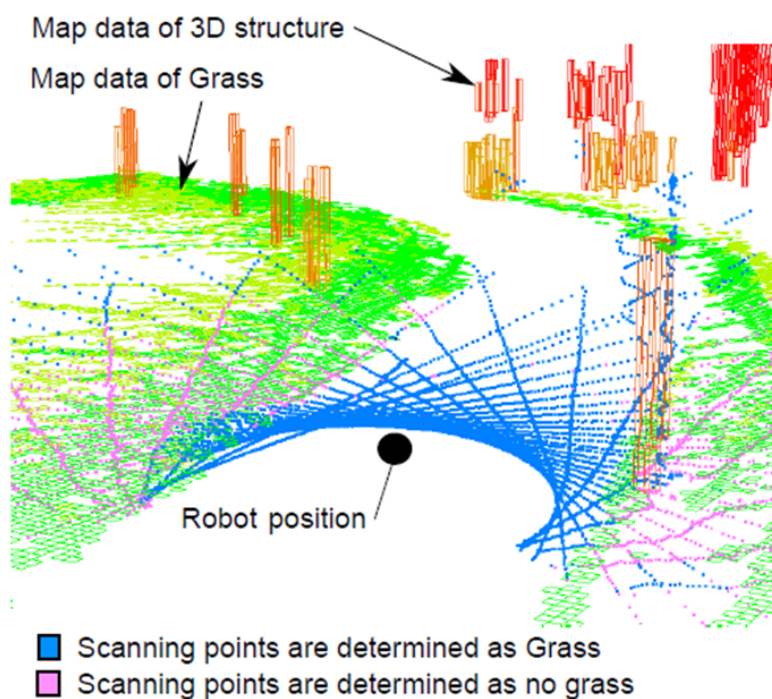 Map data of 3D structure
Map data of Grass
Robot position
Scanning points are determined as Grass
Scanning points are determined as no grass